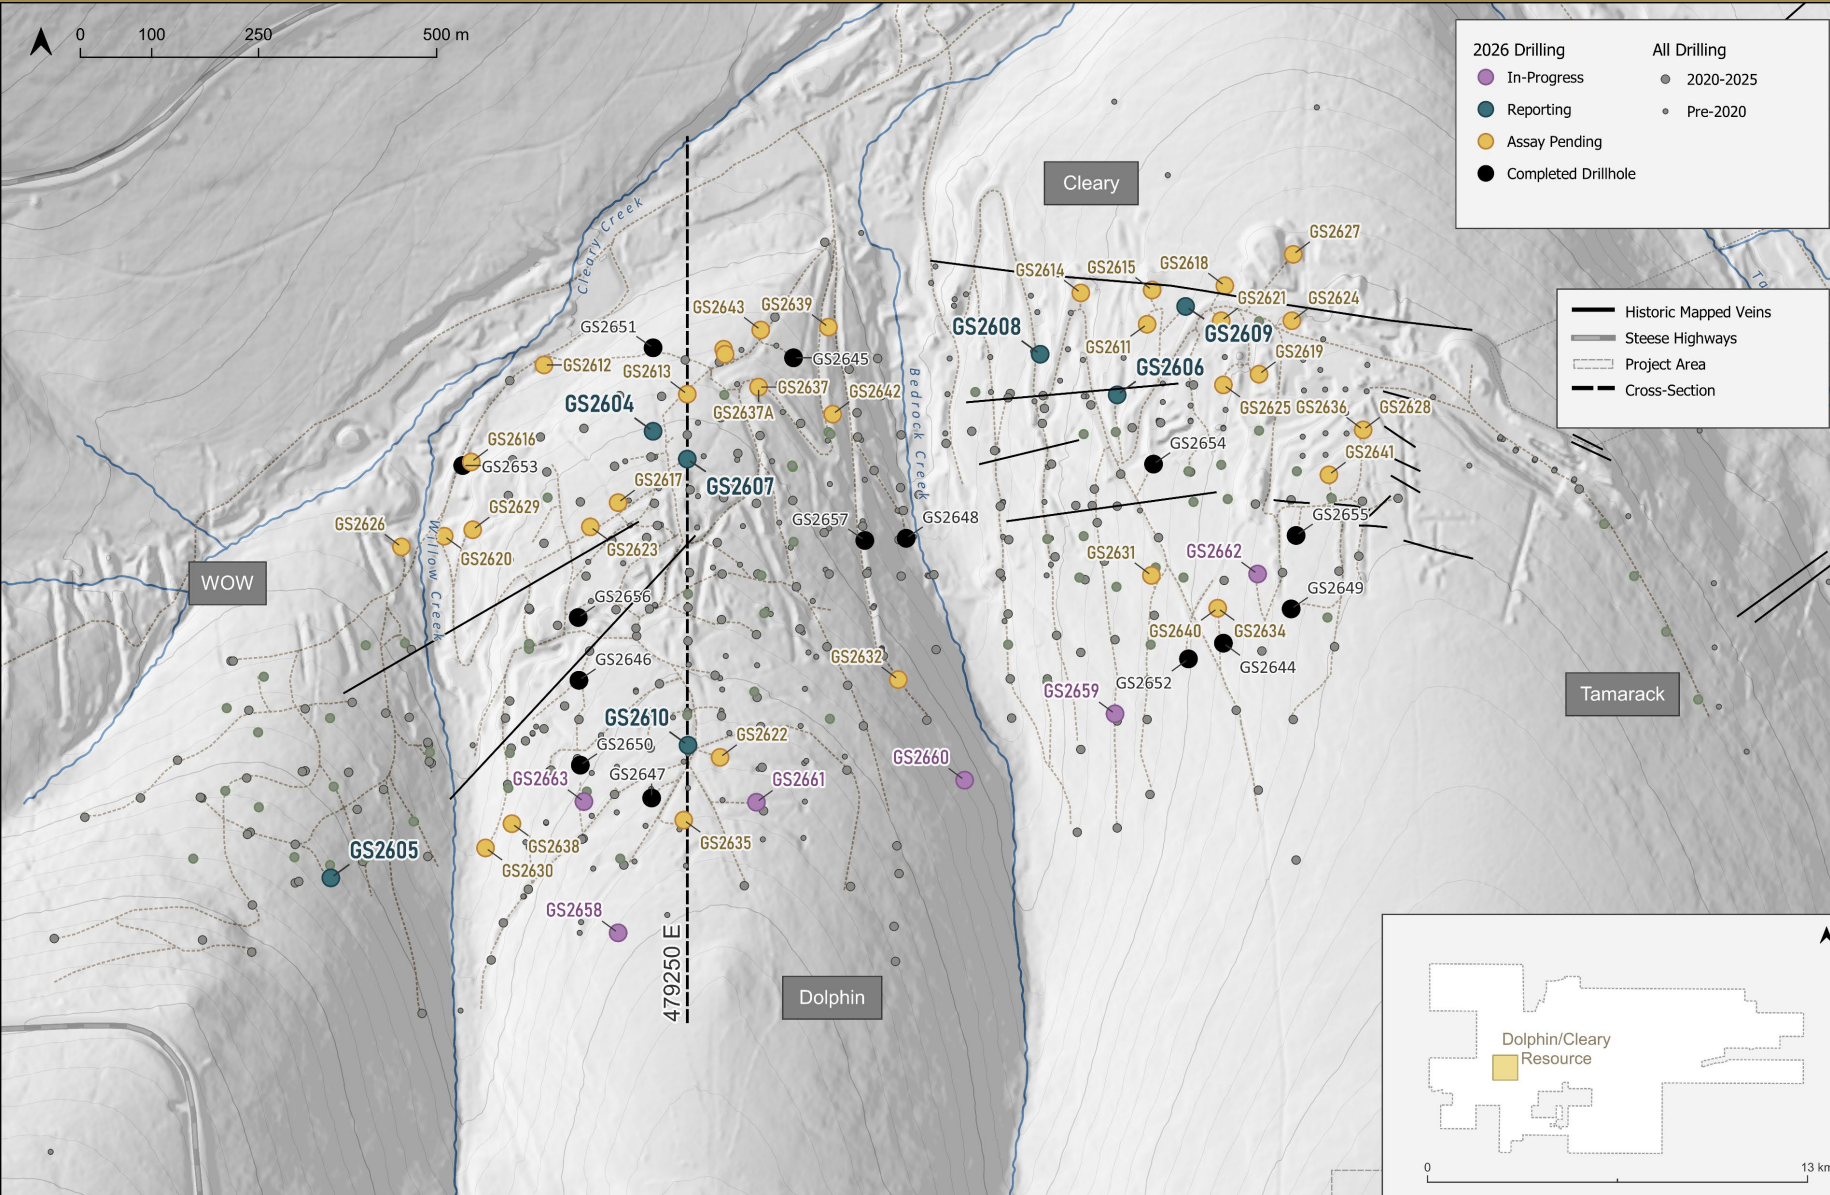 0 100 250 500 m
2026 Drilling
In-Progress
Reporting
Assay Pending
Completed Drillhole
All Drilling
2020-2025
Pre-2020
Historic Mapped Veins
Steese Highways
Project Area
Cross-Section
Cleary
Cleary Creek
GS2627
GS2618
GS2615
GS2614
GS2621
GS2624
GS2643
GS2639
GS2651
GS2608
GS2609
GS2611
GS2645
GS2619
GS2612
GS2613
GS2606
GS2637
GS2642
GS2604
GS2637A
GS2625
GS2636
GS2628
Bedrock Creek
GS2616
GS2653
GS2654
GS2641
GS2617
GS2607
GS2629
GS2626
GS2657
GS2648
GS2655
GS2620
GS2623
GS2631
GS2662
WOW
Willow Creek
GS2656
GS2649
GS2640
GS2634
GS2646
GS2632
GS2644
GS2652
GS2659
Tamarack
GS2610
GS2650
GS2622
GS2660
GS2663
GS2647
GS2661
GS2605
GS2638
GS2635
GS2630
GS2658
479250 E
Dolphin
Dolphin/Cleary
Resource
0 13 km